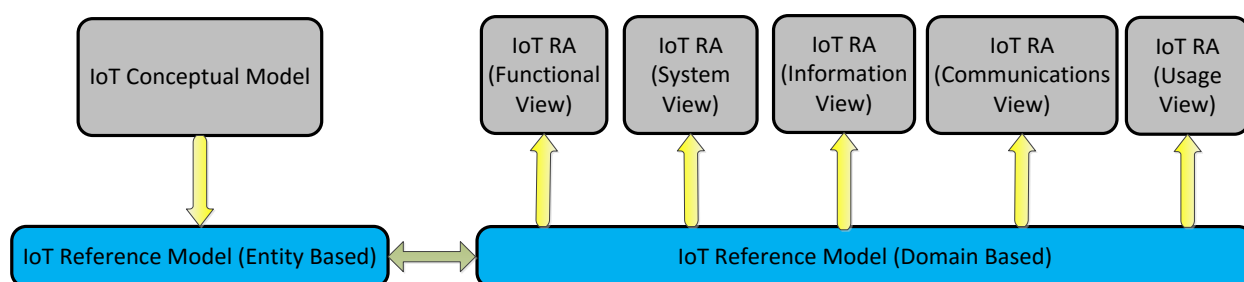 IoT Conceptual Model
IoT RA
(Functional
View)
IoT RA
(System
View)
IoT RA
(Information
View)
IoT RA
(Communications
View)
IoT RA
(Usage
View)
IoT Reference Model (Entity Based)
IoT Reference Model (Domain Based)